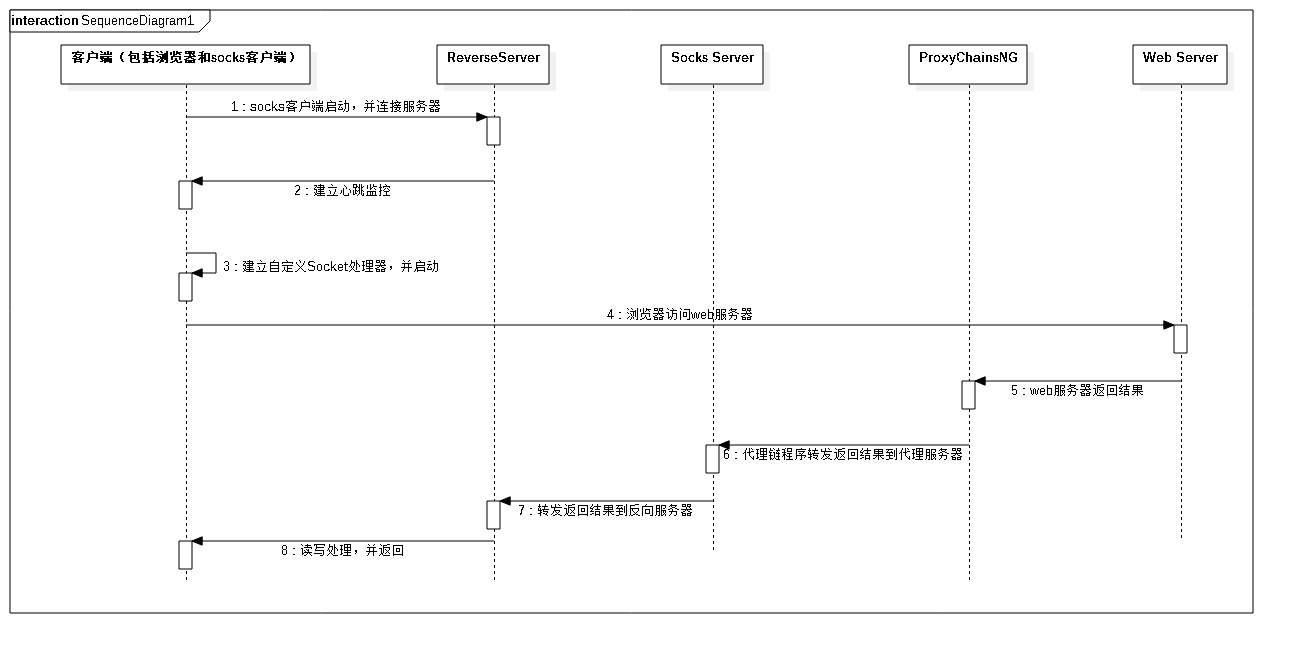 interaction SequenceDiagram1
客户端（包括浏览器和socks客户端）
ReverseServer
Socks Server
ProxyChainsNG
Web Server
1 : socks客户端启动，并连接服务器
2 : 建立心跳监控
3 : 建立自定义Socket处理器，并启动
4 : 浏览器访问web服务器
5 : web服务器返回结果
6 : 代理链程序转发返回结果到代理服务器
7 : 转发返回结果到反向服务器
8 : 读写处理，并返回